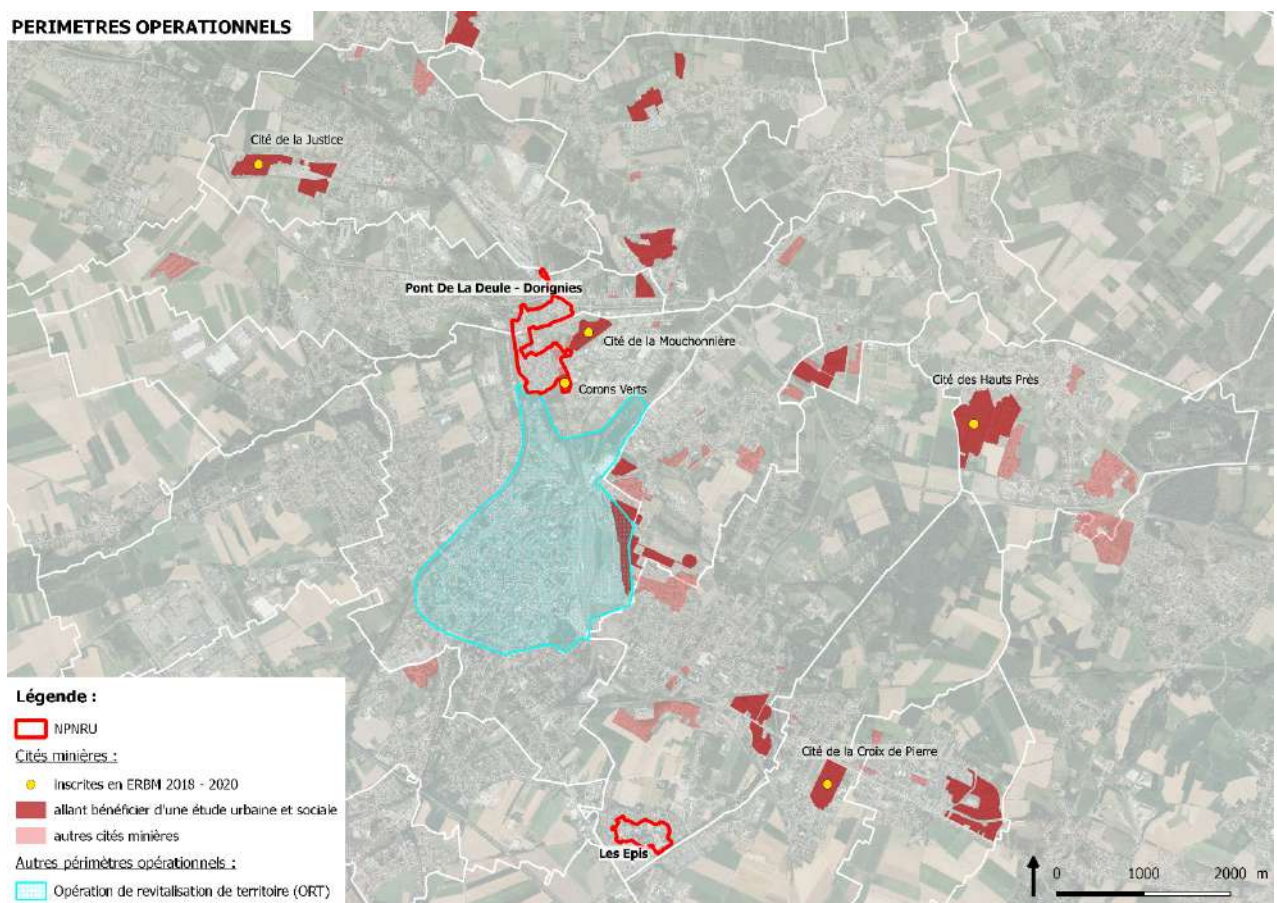 PERIMETRES OPERATIONNELS
Cité de la Justice
Pont De La Deule - Dorignies
Cité de la Mouchonnière
Corons Verts
Cité des Hauts Près
Cité de la Croix de Pierre
Les Epis
Légende :
NPNRU
Cités minières :
inscrites en ERBM 2018 - 2020
allant bénéficier d'une étude urbaine et sociale
autres cités minières
Autres périmètres opérationnels :
Opération de revitalisation de territoire (ORT)
0 1000 2000 m